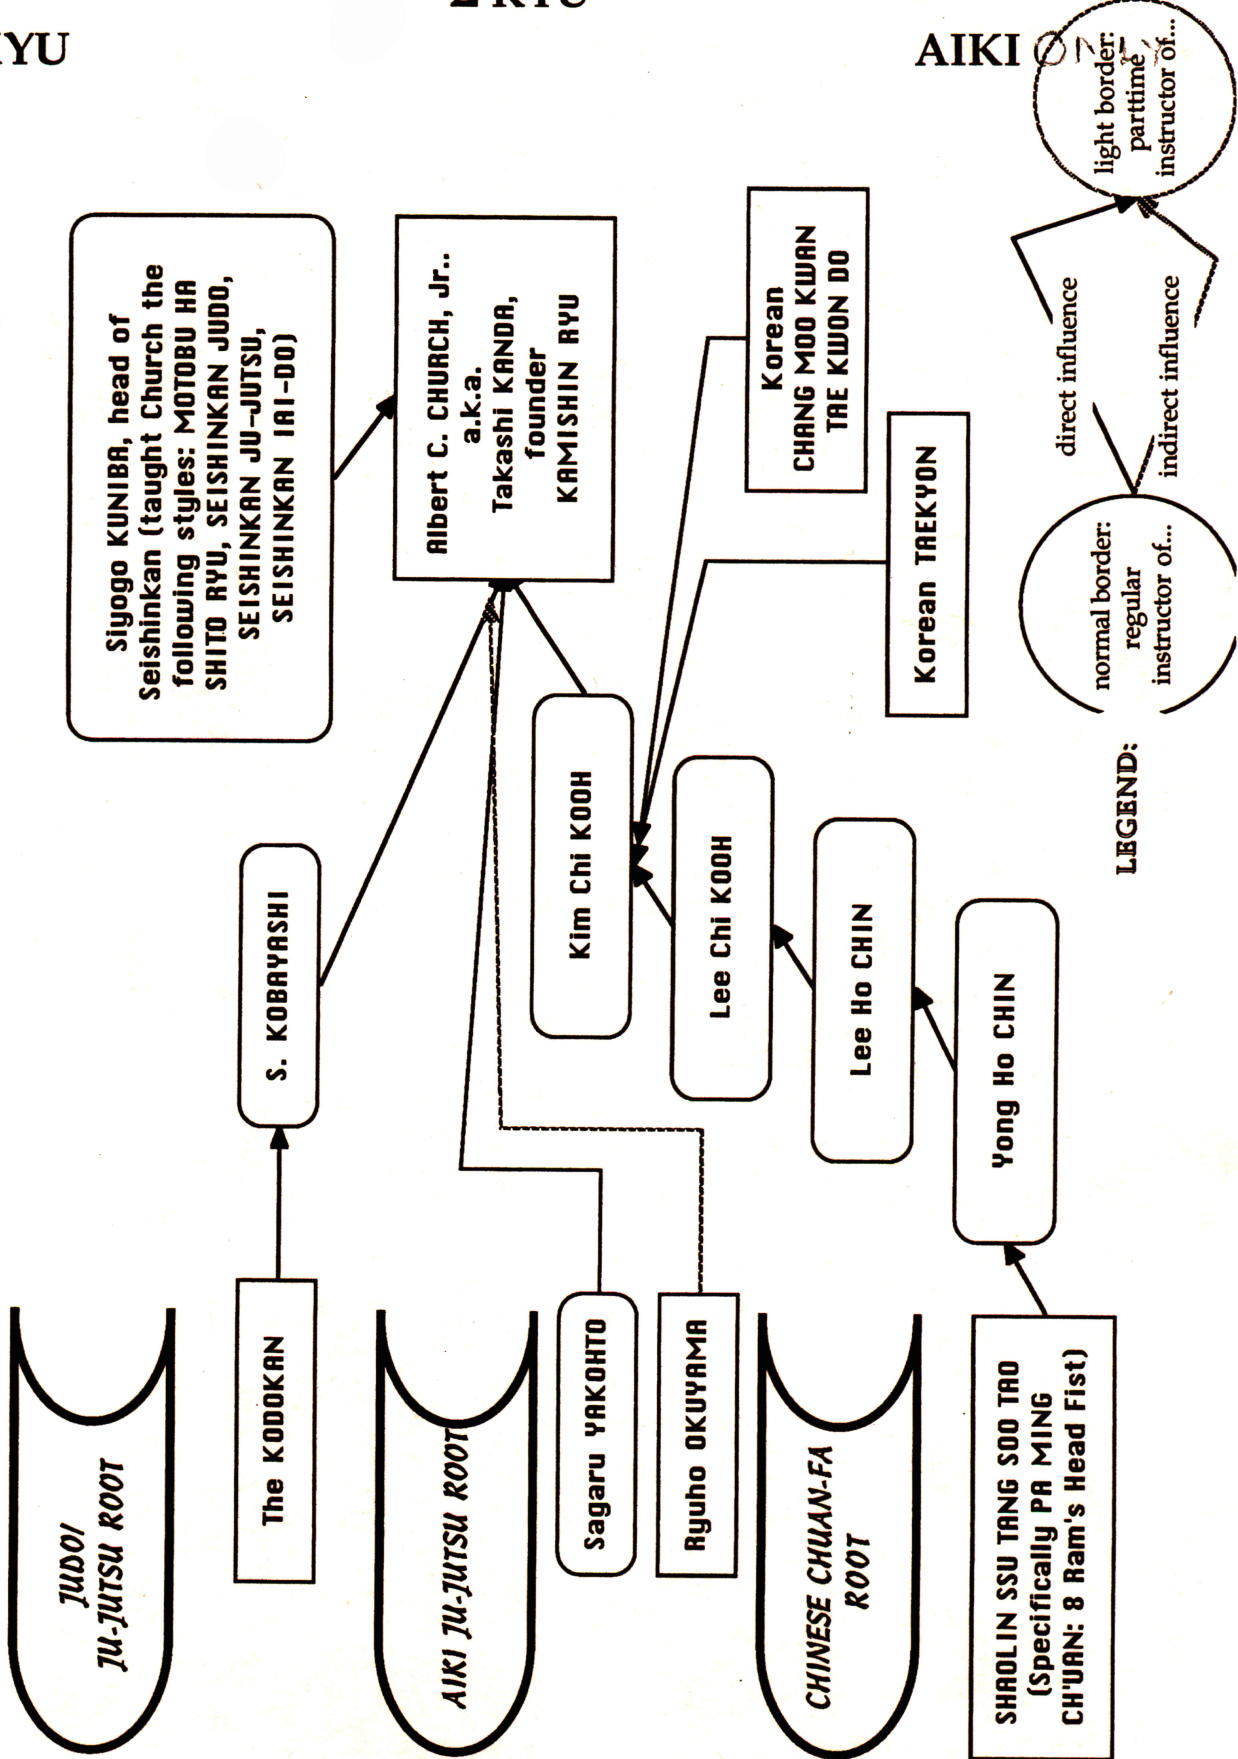 AIKI ONLY
JUDO/
JU-JUTSU ROOT
The KODOKAN
S. KOBAYASHI
Siyogo KUNIBA, head of
Seishinkan (taught Church the
following styles: MOTOBU HA
SHITO RYU, SEISHINKAN JUDO,
SEISHINKAN JU-JUTSU,
SEISHINKAN IAI-DO)
AIKI JU-JUTSU ROOT
Albert C. CHURCH, Jr..
a.k.a.
Takashi KANDA,
founder
KAMISHIN RYU
Sagaru YAKOHTO
Ryuho OKUYAMA
Kim Chi KOOH
Lee Chi KOOH
Korean
CHANG MOO KWAN
TAE KWON DO
CHINESE CHUAN-FA
ROOT
Lee Ho CHIN
Korean TAEKYON
SHAOLIN SSU TANG SOO TAO
(Specifically PA MING
CH'UAN: 8 Ram's Head Fist)
Yong Ho CHIN
LEGEND:
normal border:
regular
instructor of...
direct influence
indirect influence
light border:
parttime
instructor of...